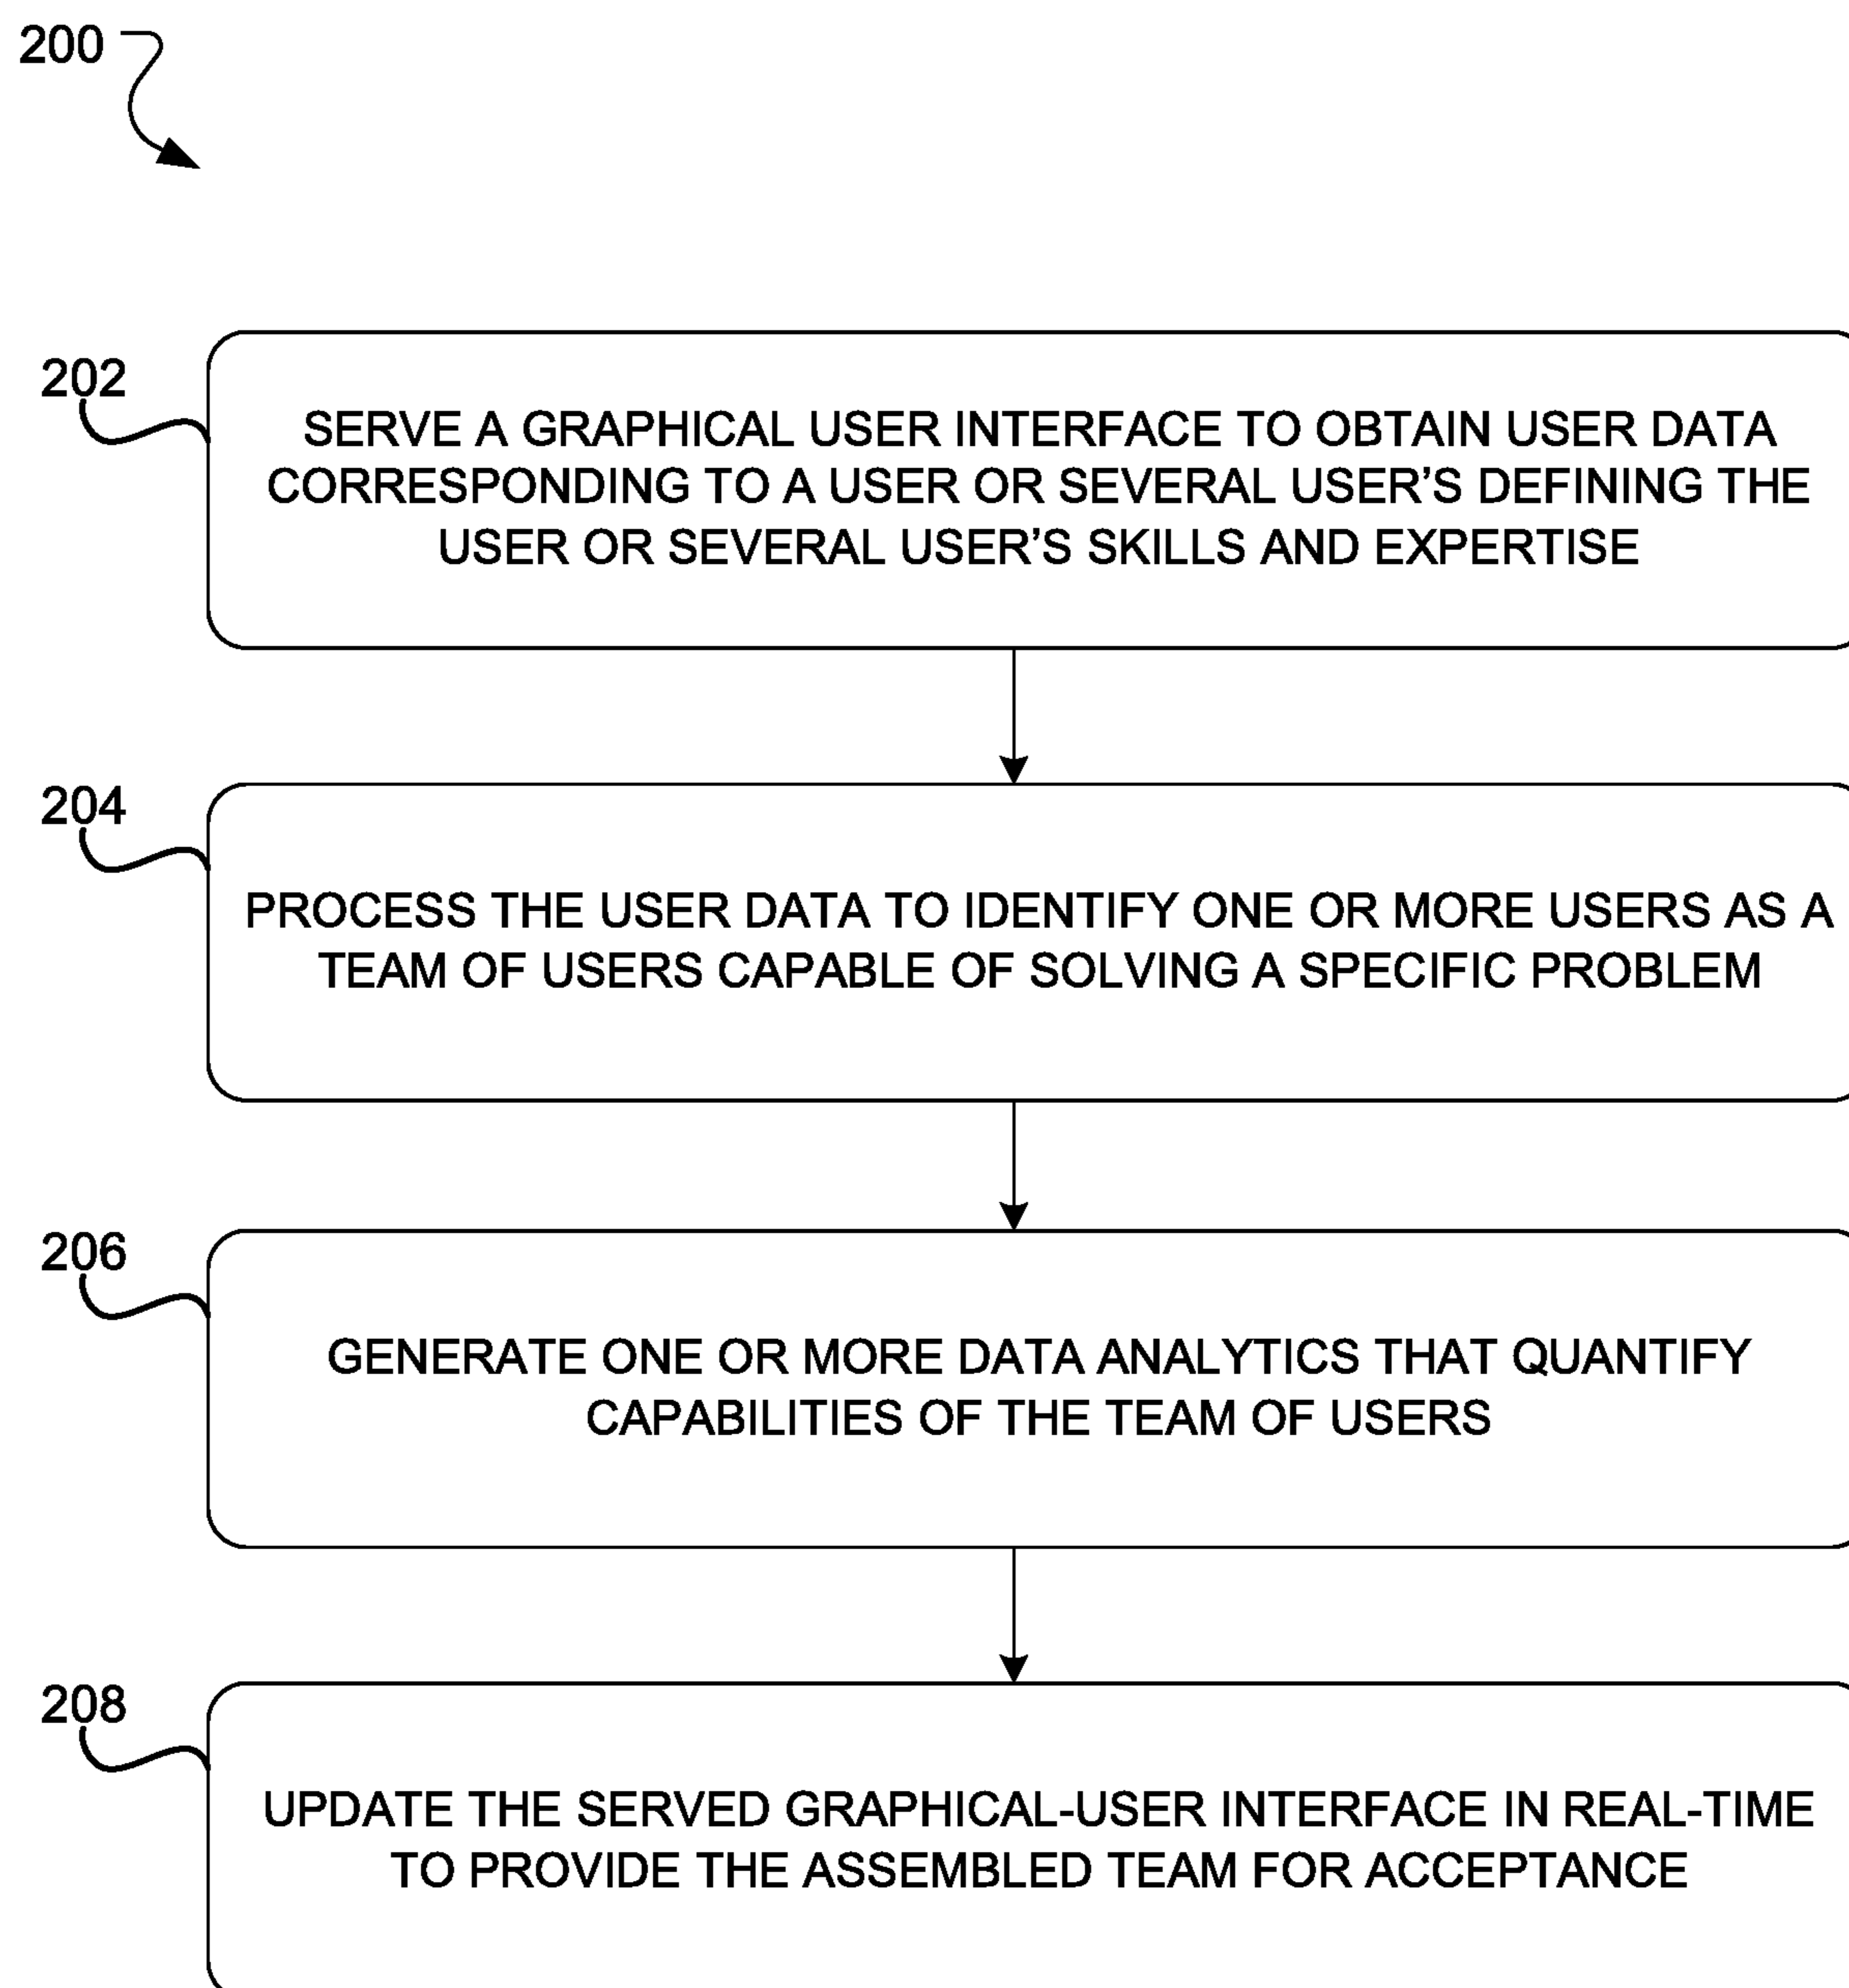 200
202
SERVE A GRAPHICAL USER INTERFACE TO OBTAIN USER DATA
CORRESPONDING TO A USER OR SEVERAL USER’S DEFINING THE
USER OR SEVERAL USER’S SKILLS AND EXPERTISE
204
PROCESS THE USER DATA TO IDENTIFY ONE OR MORE USERS AS A
TEAM OF USERS CAPABLE OF SOLVING A SPECIFIC PROBLEM
206
GENERATE ONE OR MORE DATA ANALYTICS THAT QUANTIFY
CAPABILITIES OF THE TEAM OF USERS
208
UPDATE THE SERVED GRAPHICAL-USER INTERFACE IN REAL-TIME
TO PROVIDE THE ASSEMBLED TEAM FOR ACCEPTANCE